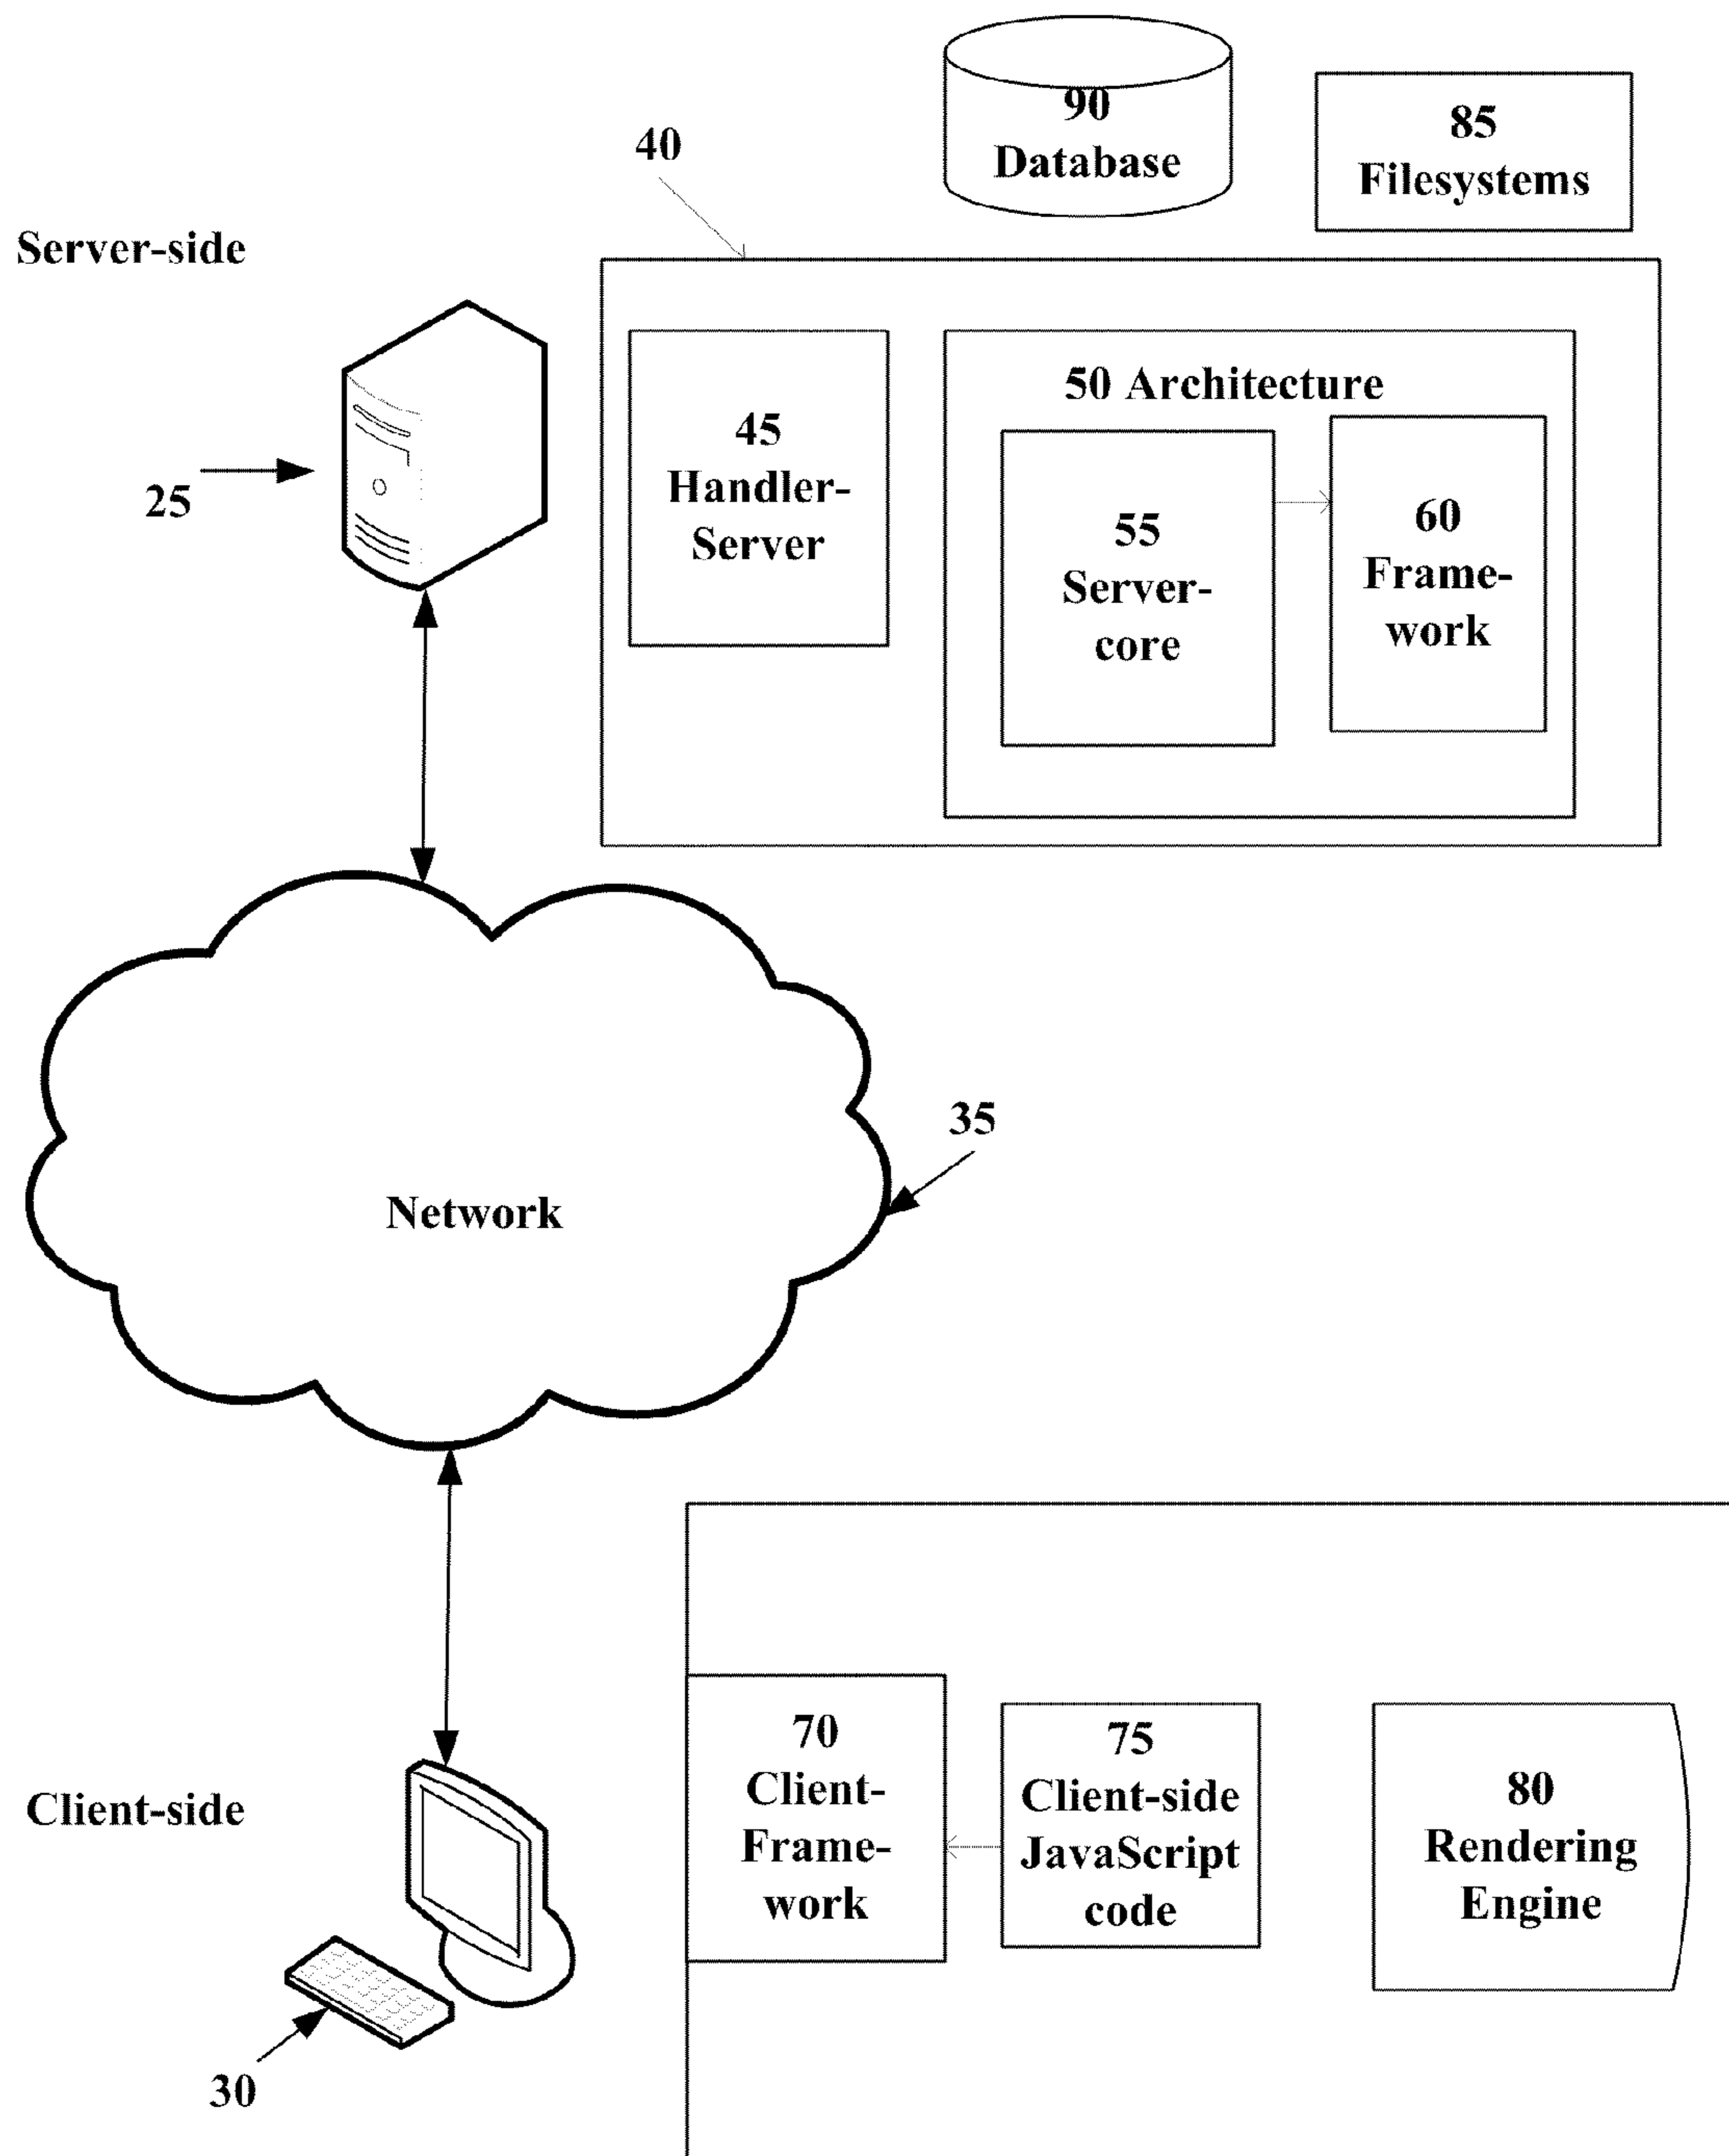 90
Database
85
Filesystems
40
Server-side
50 Architecture
45
Handler-
Server
55
Server-
core
60
Frame-
work
25
35
Network
70
Client-
Frame-
work
75
Client-side
JavaScript
code
80
Rendering
Engine
Client-side
30